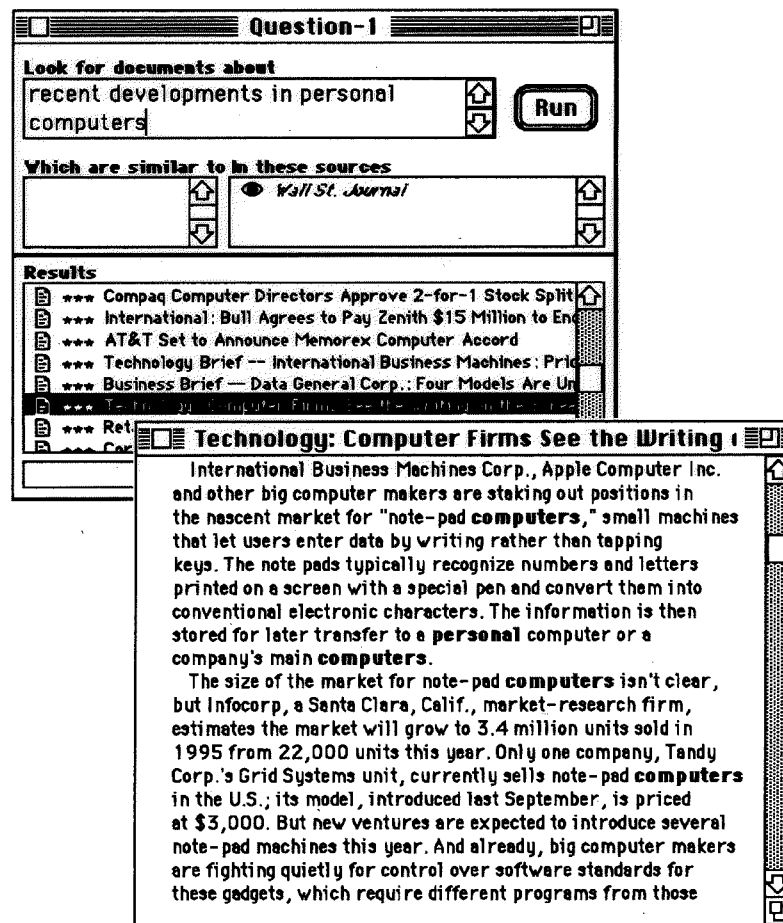 Question-1
Look for documents about
recent developments in personal
computers
Run
Which are similar to In these sources
Wall St. Journal
Results
*** Compaq Computer Directors Approve 2-for-1 Stock Split
*** International: Bull Agrees to Pay Zenith $15 Million to End
*** AT&T Set to Announce Memorex Computer Accord
*** Technology Brief -- International Business Machines: Pric
*** Business Brief -- Data General Corp.: Four Models Are Un
*** Technology: Computer Firms See the Writing on the Scree
*** Ret
*** Cor
Technology: Computer Firms See the Writing
International Business Machines Corp., Apple Computer Inc.
and other big computer makers are staking out positions in
the nascent market for "note-pad computers," small machines
that let users enter data by writing rather than tapping
keys. The note pads typically recognize numbers and letters
printed on a screen with a special pen and convert them into
conventional electronic characters. The information is then
stored for later transfer to a personal computer or a
company's main computers.
The size of the market for note-pad computers isn't clear,
but Infocorp, a Santa Clara, Calif., market-research firm,
estimates the market will grow to 3.4 million units sold in
1995 from 22,000 units this year. Only one company, Tandy
Corp.'s Grid Systems unit, currently sells note-pad computers
in the U.S.; its model, introduced last September, is priced
at $3,000. But new ventures are expected to introduce several
note-pad machines this year. And already, big computer makers
are fighting quietly for control over software standards for
these gadgets, which require different programs from those